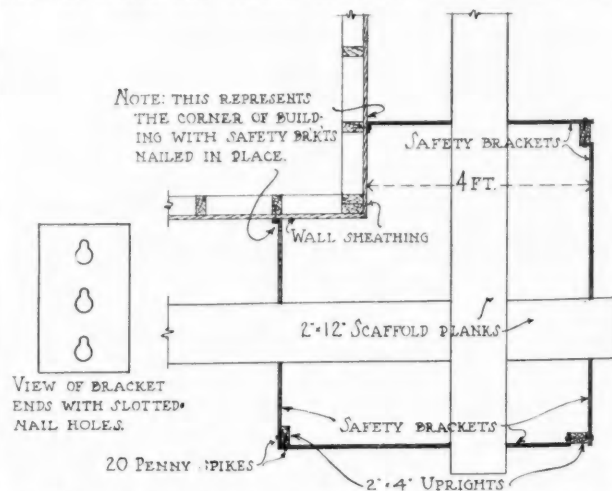 NOTE: THIS REPRESENTS
THE CORNER OF BUILD-
ING WITH SAFETY BRKTS
NAILED IN PLACE.
SAFETY BRACKETS
4 FT.
WALL SHEATHING
2"×12" SCAFFOLD PLANKS
VIEW OF BRACKET
ENDS WITH SLOTTED
NAIL HOLES.
SAFETY BRACKETS
20 PENNY SPIKES
2"×4" UPRIGHTS